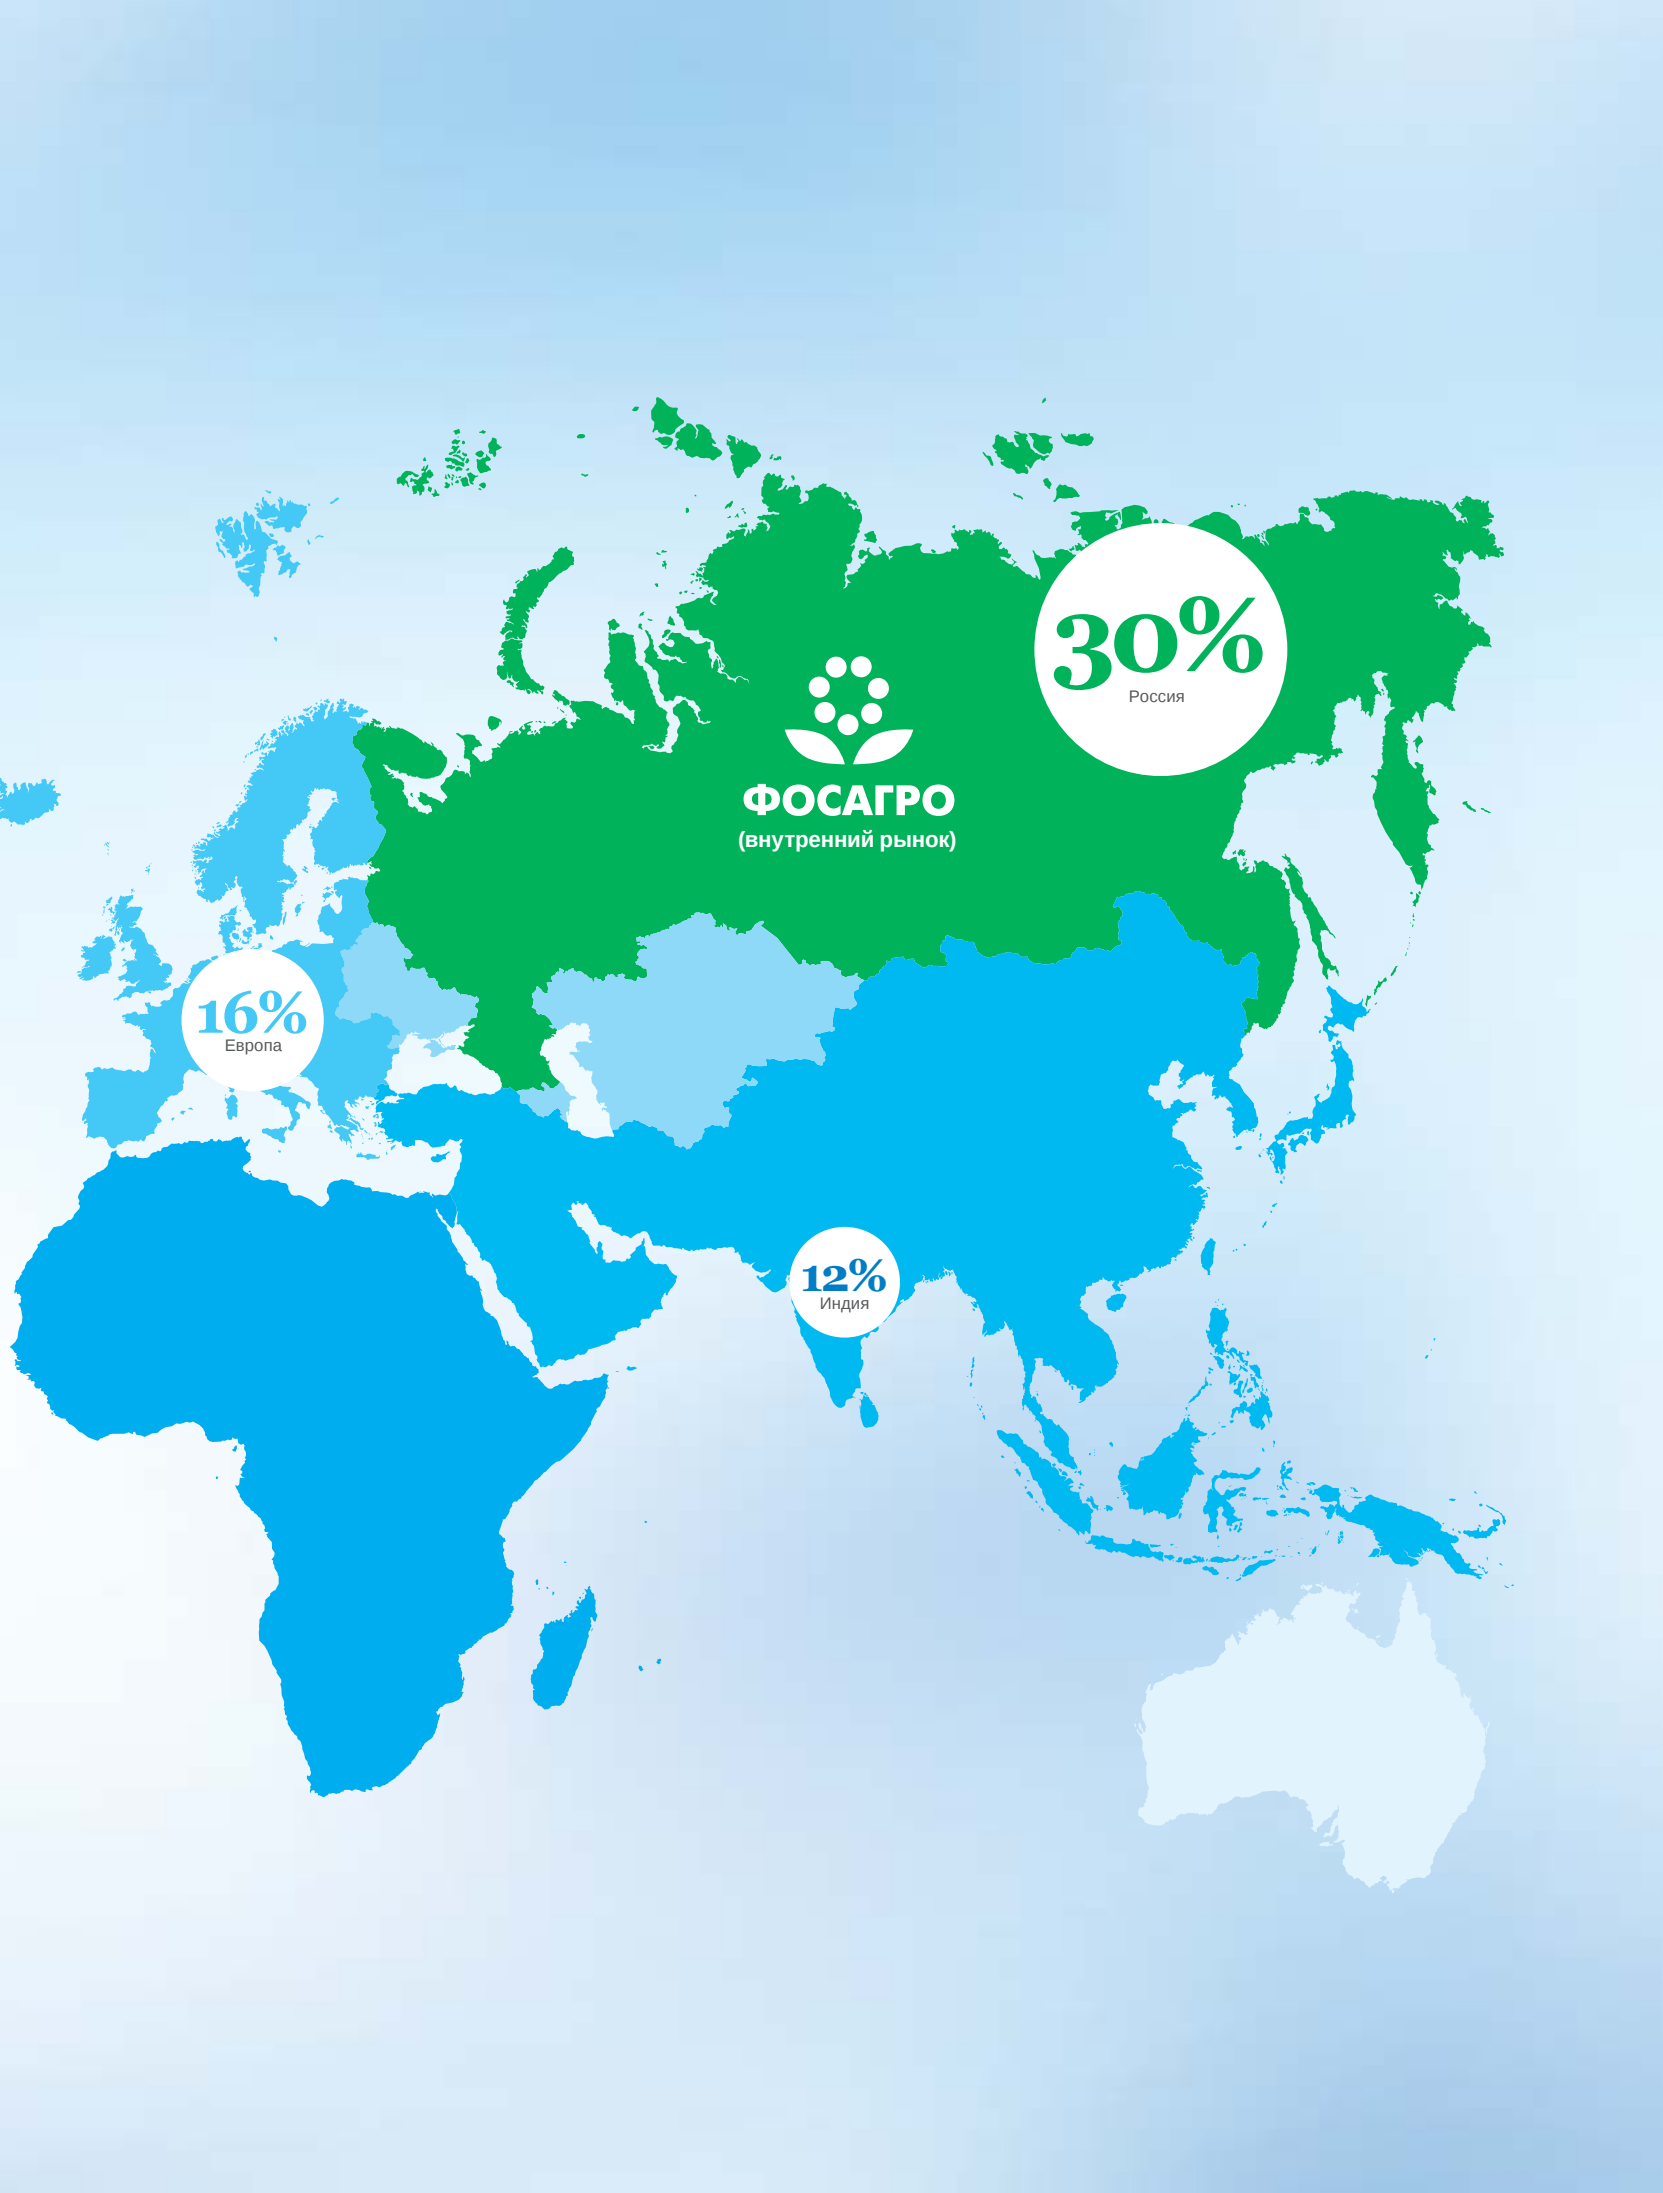 30%
Россия
ФОСАГРО
(внутренний рынок)
16%
Европа
12%
Индия